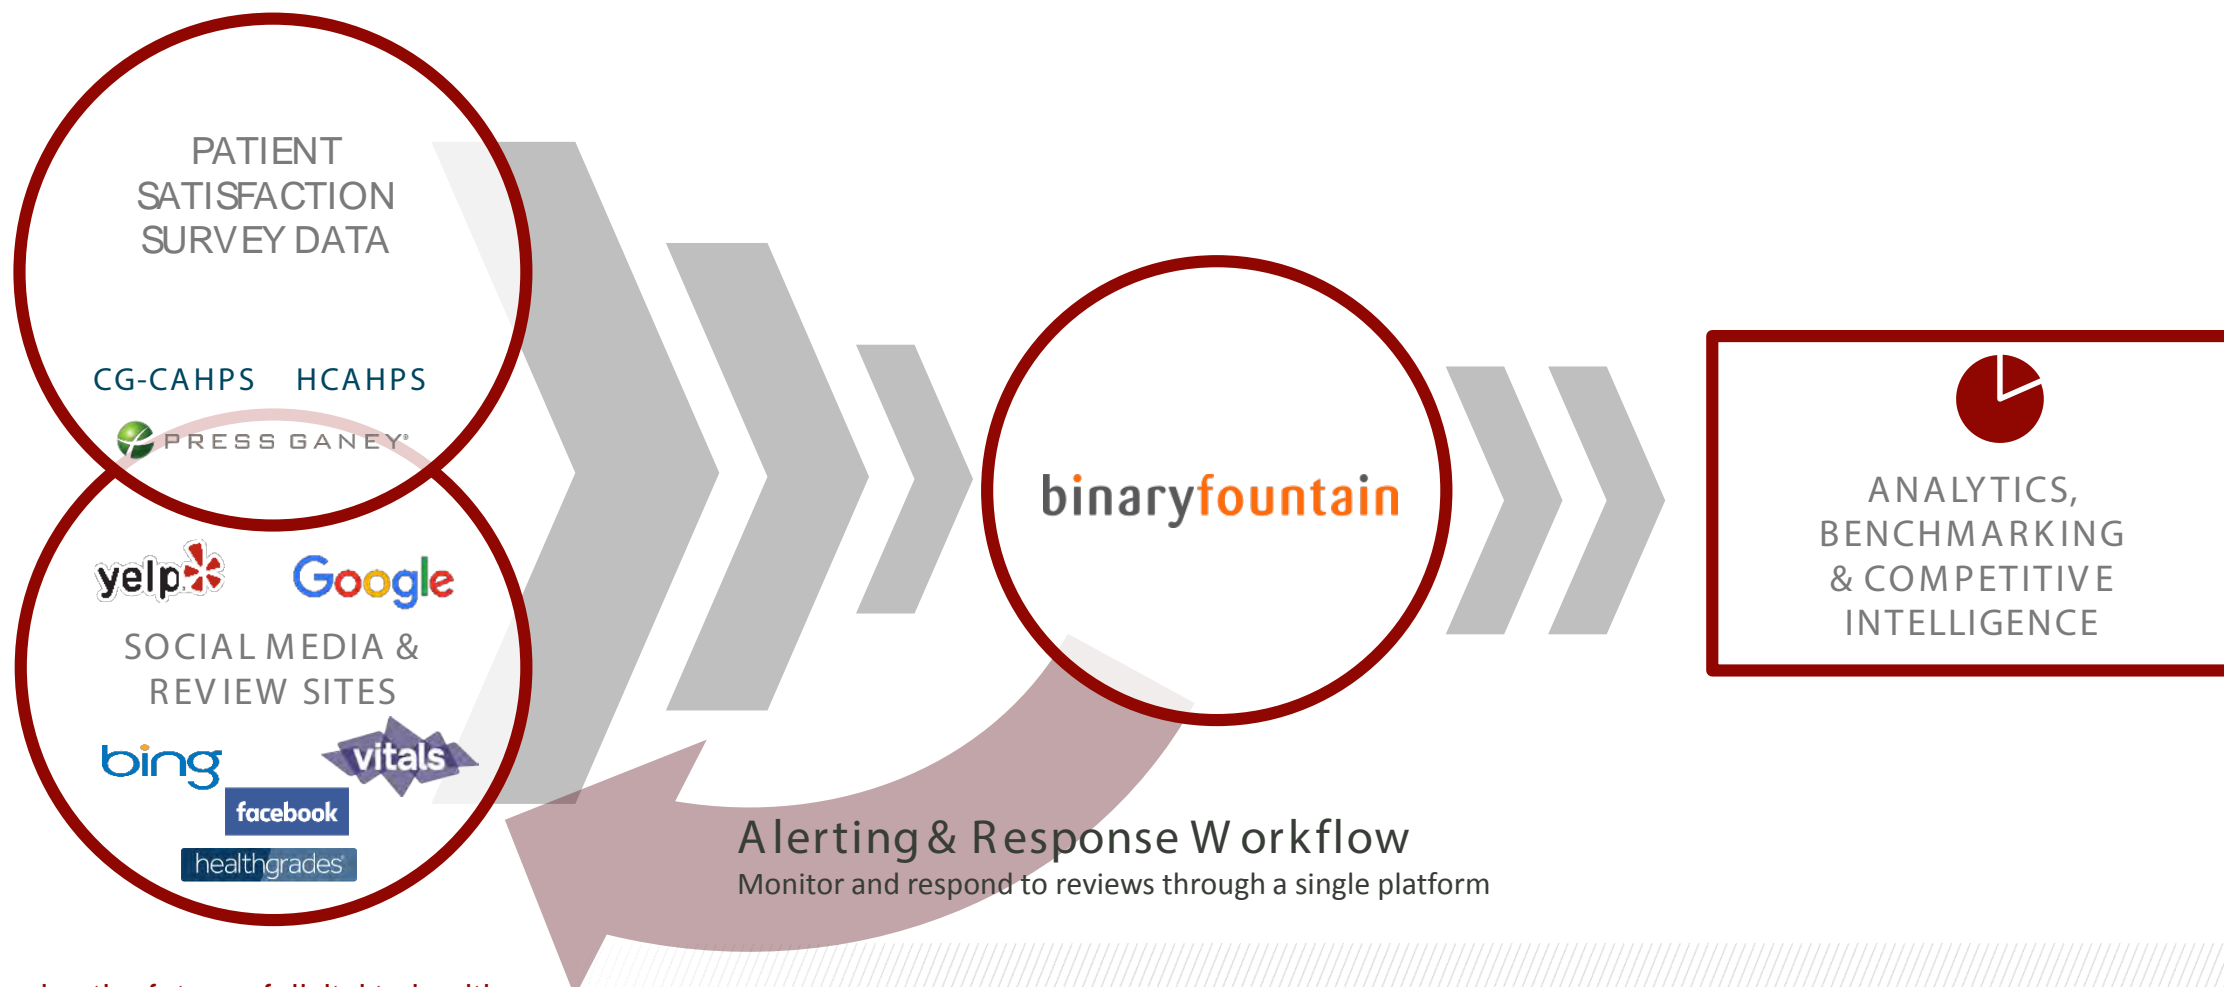 PATIENT
SATISFACTION
SURVEY DATA
CG-CAHPS HCAHPS
PRESS GANEY®
yelp Google
SOCIAL MEDIA &
REVIEW SITES
bing vitals
facebook
healthgrades
binaryfountain
ANALYTICS,
BENCHMARKING
& COMPETITIVE
INTELLIGENCE
Alerting & Response Workflow
Monitor and respond to reviews through a single platform